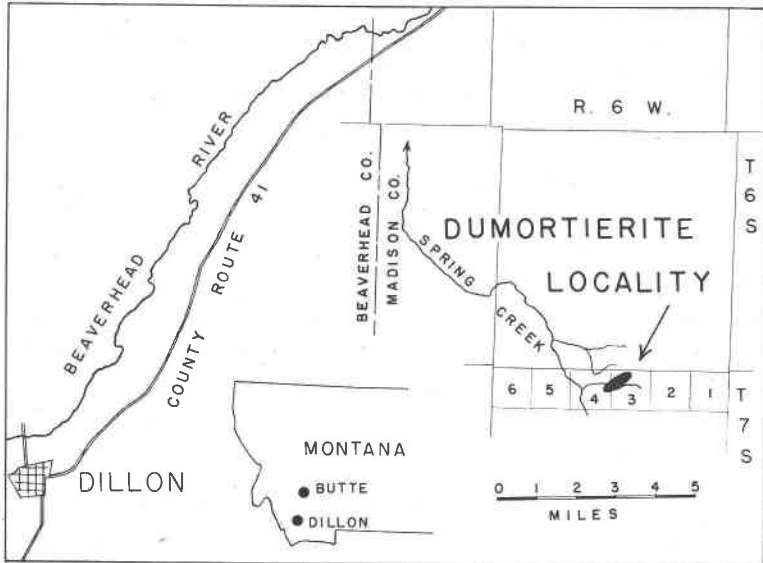 R. 6 W.
T 6 S
BEAVERHEAD RIVER
COUNTY ROUTE 41
BEAVERHEAD CO.
MADISON CO.
SPRING CREEK
DUMORTIERITE
LOCALITY
6 5 4 3 2 1
T 7 S
DILLON
MONTANA
BUTTE
DILLON
0 1 2 3 4 5
MILES